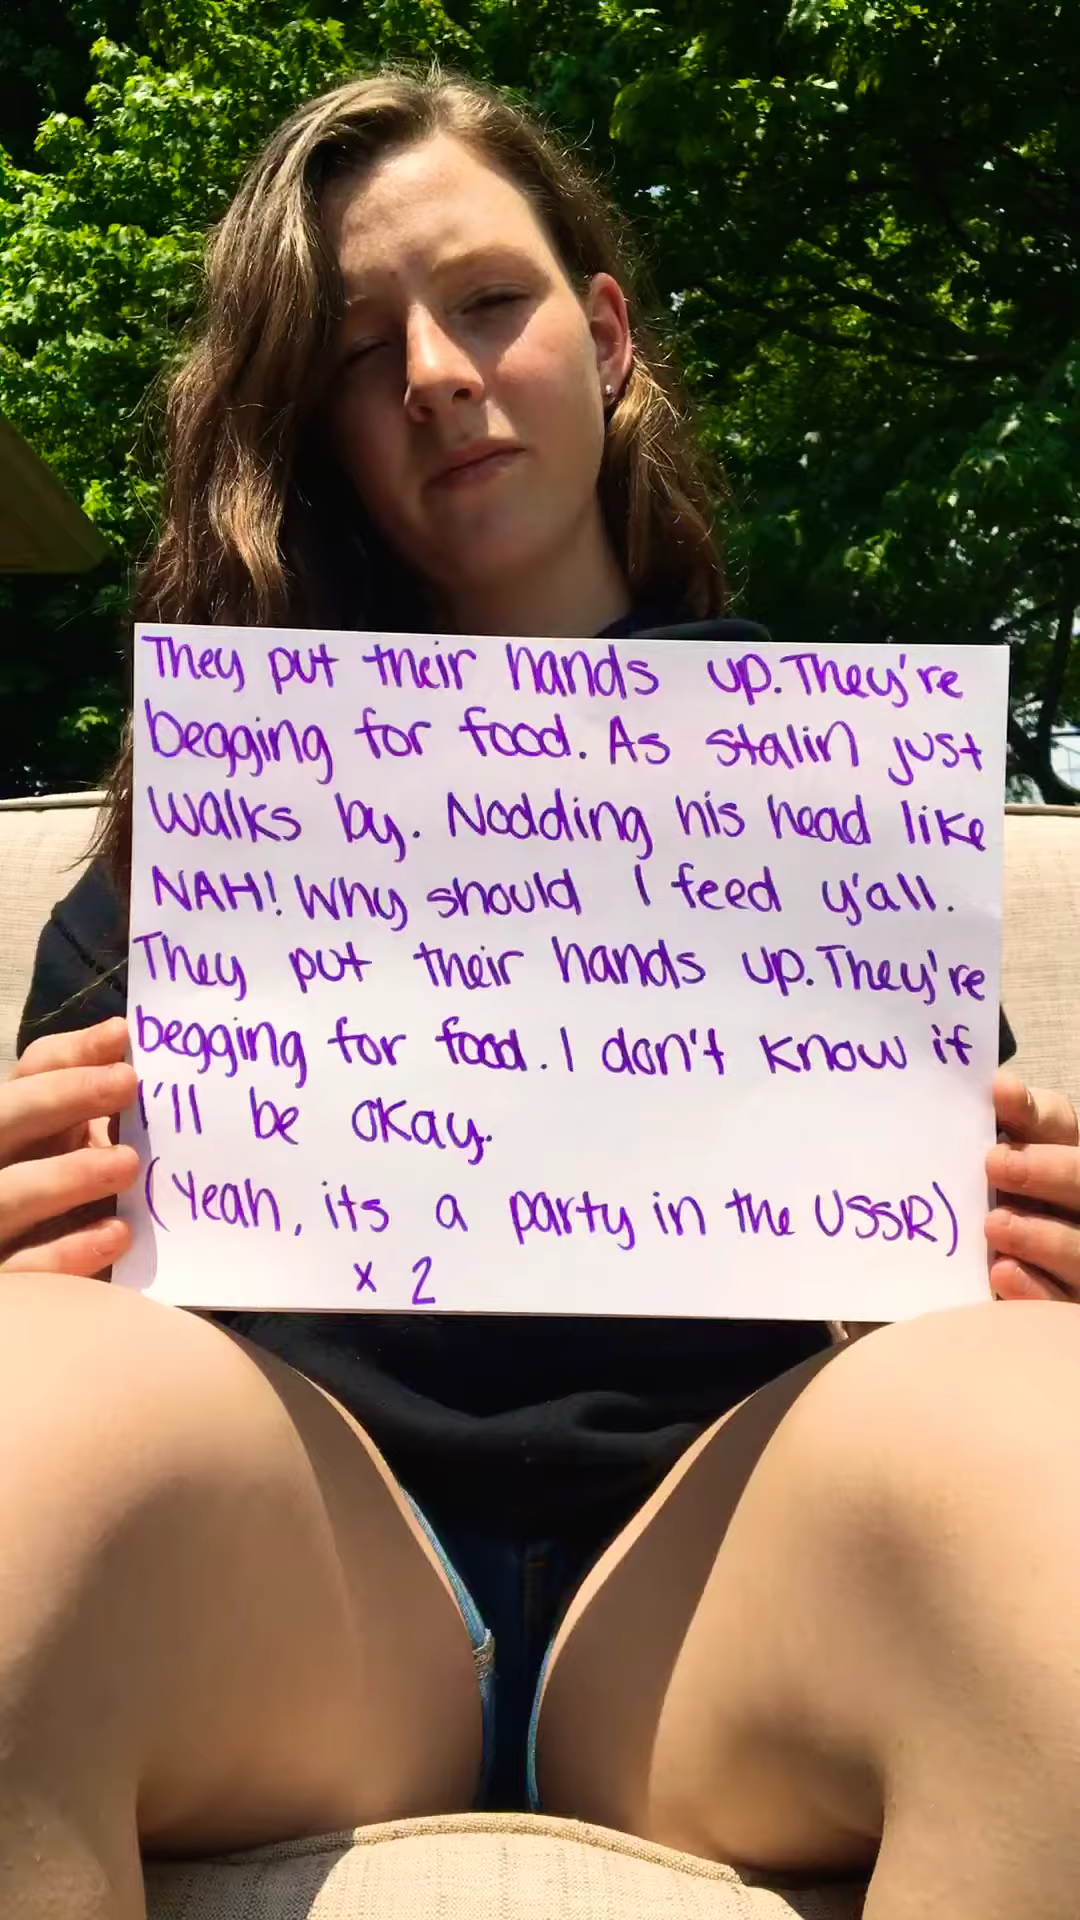 They put their hands up. They're
begging for food. As stalin just
walks by. Nodding his head like
NAH! Why should I feed y'all.
They put their hands up. They're
begging for food. I don't know if
I'll be okay.
(Yeah, its a party in the USSR)
x 2